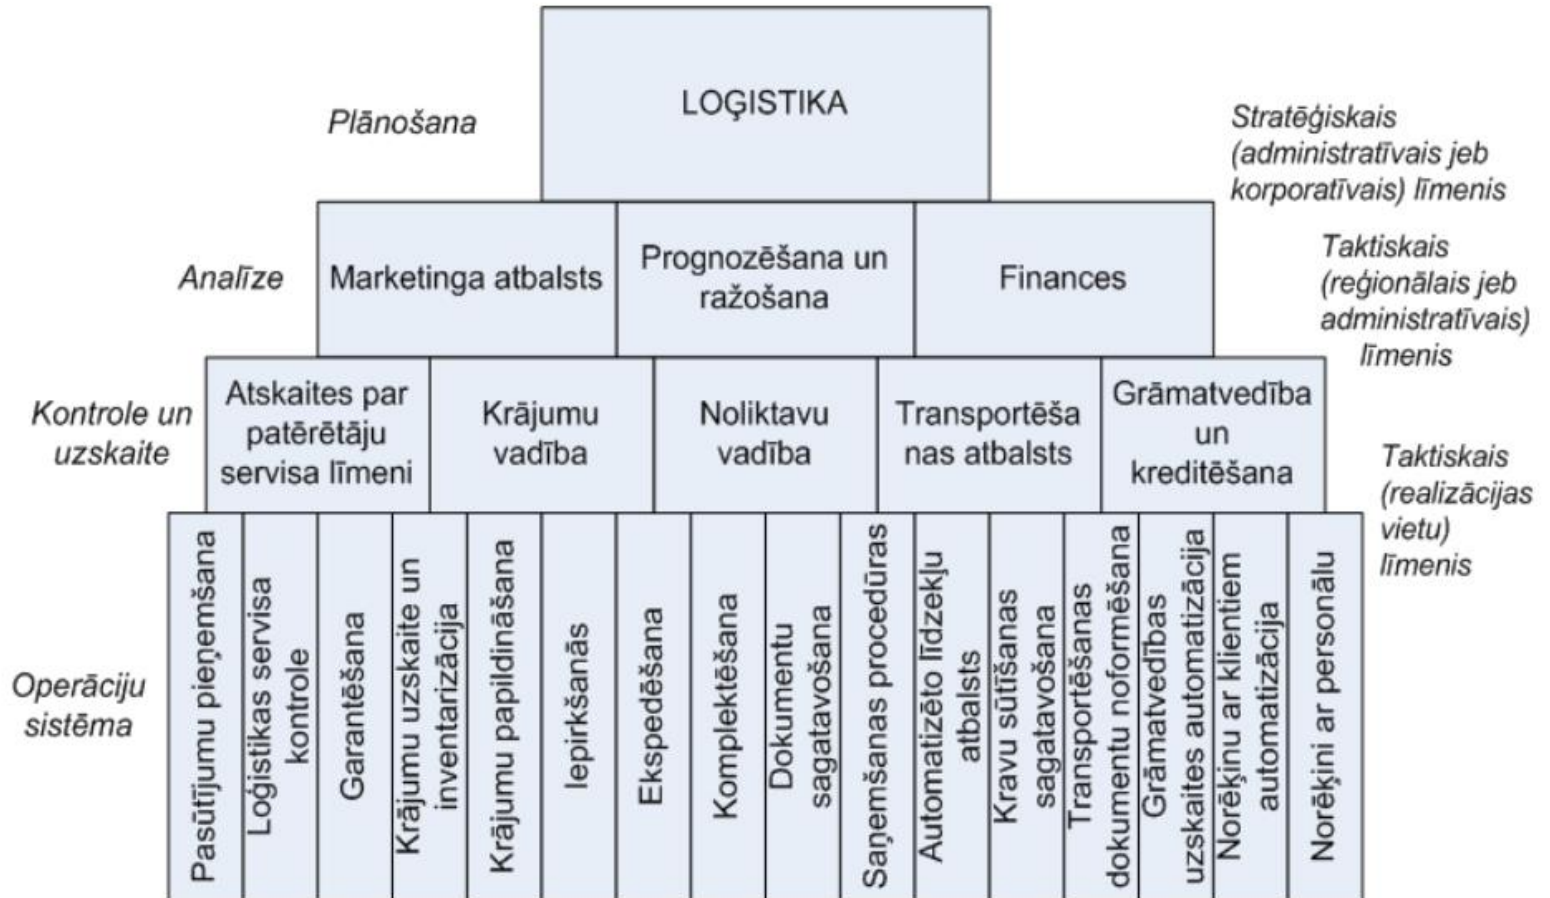 LOĢISTIKA
Plānošana
Stratēģiskais
(administratīvais jeb
korporatīvais) līmenis
Analīze
Marketinga atbalsts
Prognozēšana un
ražošana
Finances
Taktiskais
(reģionālais jeb
administratīvais)
līmenis
Kontrole un
uzskaite
Atskaites par
patērētāju
servisa līmeni
Krājumu
vadība
Noliktavu
vadība
Transportēša
nas atbalsts
Grāmatvedība
un
kreditēšana
Taktiskais
(realizācijas
vietu)
līmenis
Operāciju
sistēma
Pasūtījumu pieņemšana
Loģistikas servisa
kontrole
Garantēšana
Krājumu uzskaite un
inventarizācija
Krājumu papildināšana
Iepirkšanās
Ekspedēšana
Komplektēšana
Dokumentu
sagatavošana
Saņemšanas procedūras
Automatizēto līdzekļu
atbalsts
Kravu sūtīšanas
sagatavošana
Transportēšanas
dokumentu noformēšana
Grāmatvedības
uzskaites automatizācija
Norēķinu ar klientiem
automatizācija
Norēķini ar personālu